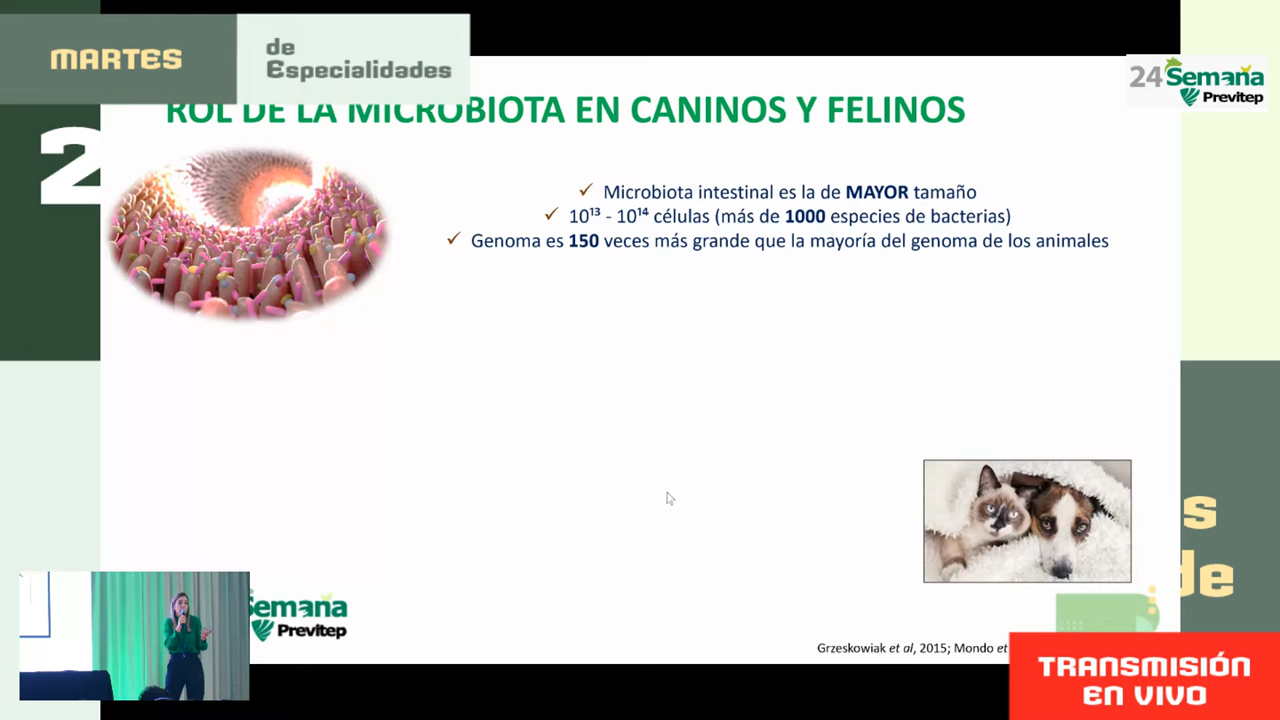 MARTES
de
Especialidades
24 Semana
Previtep
ROL DE LA MICROBIOTA EN CANINOS Y FELINOS
2
✓ Microbiota intestinal es la de MAYOR tamaño
✓ 10¹³ - 10¹⁴ células (más de 1000 especies de bacterias)
✓ Genoma es 150 veces más grande que la mayoría del genoma de los animales
s
de
Semana
Previtep
Grzeskowiak et al, 2015; Mondo et
TRANSMISIÓN
EN VIVO